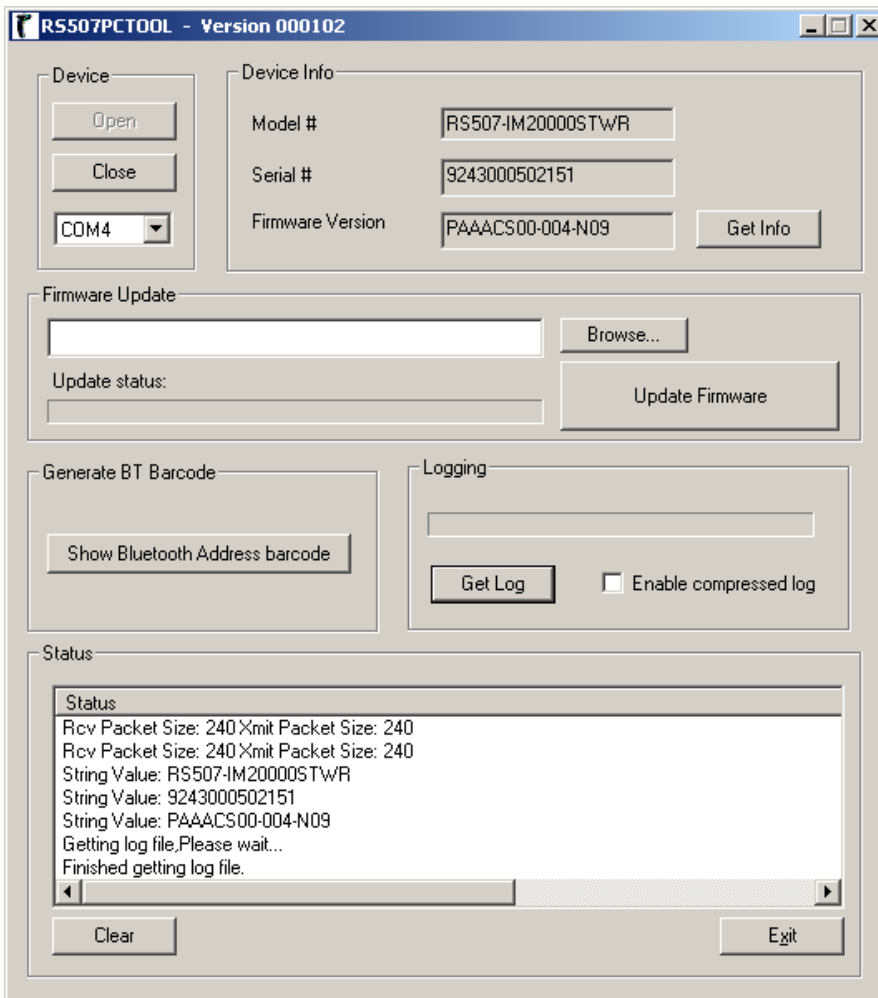 RS507PCTOOL - Version 000102
Device
Open
Close
COM4
Device Info
Model # RS507-IM20000STWR
Serial # 9243000502151
Firmware Version PAAACS00-004-N09 Get Info
Firmware Update
Browse...
Update status:
Update Firmware
Generate BT Barcode
Show Bluetooth Address barcode
Logging
Get Log Enable compressed log
Status
Status
Rcv Packet Size: 240 Xmit Packet Size: 240
Rcv Packet Size: 240 Xmit Packet Size: 240
String Value: RS507-IM20000STWR
String Value: 9243000502151
String Value: PAAACS00-004-N09
Getting log file,Please wait...
Finished getting log file.
Clear Exit